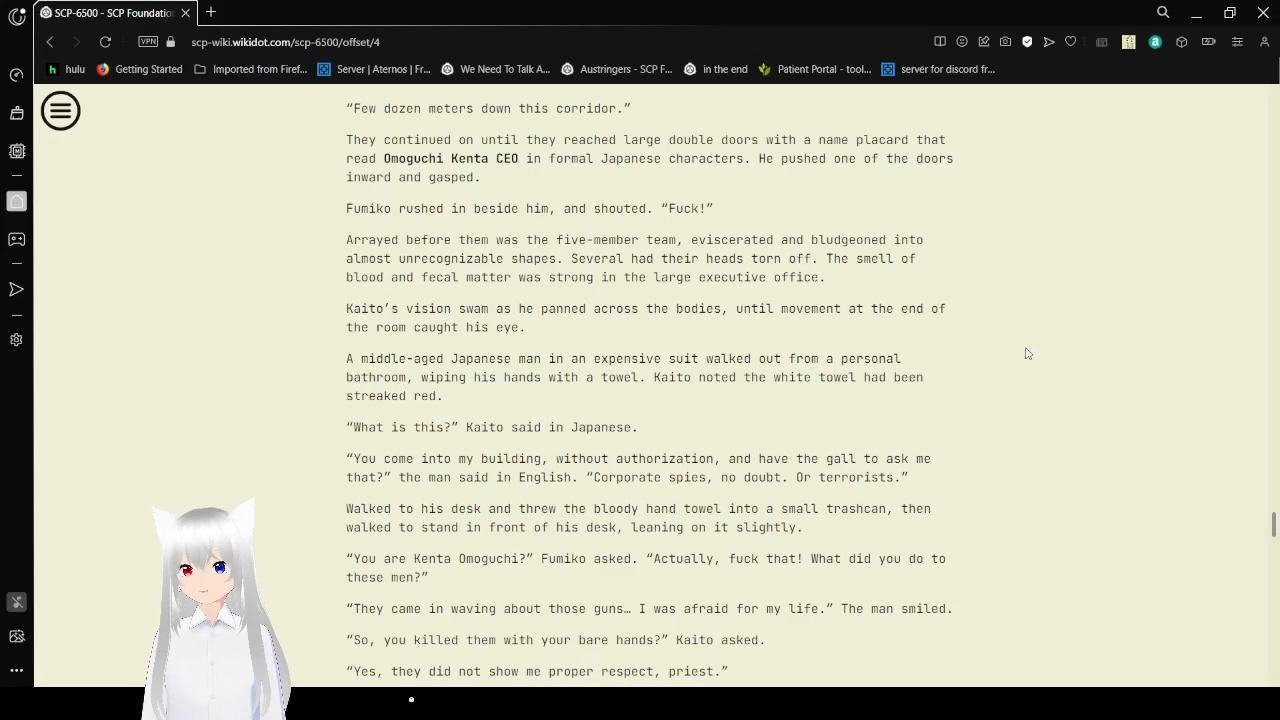 SCP-6500 - SCP Foundatio
VPN
scp-wiki.wikidot.com/scp-6500/offset/4
hulu
Getting Started
Imported from Firef...
Server | Aternos | Fr...
We Need To Talk A...
Austringers - SCP F...
in the end
Patient Portal - tool...
server for discord fr...
“Few dozen meters down this corridor.”
They continued on until they reached large double doors with a name placard that
read Omoguchi Kenta CEO in formal Japanese characters. He pushed one of the doors
inward and gasped.
Fumiko rushed in beside him, and shouted. “Fuck!”
Arrayed before them was the five-member team, eviscerated and bludgeoned into
almost unrecognizable shapes. Several had their heads torn off. The smell of
blood and fecal matter was strong in the large executive office.
Kaito’s vision swam as he panned across the bodies, until movement at the end of
the room caught his eye.
A middle-aged Japanese man in an expensive suit walked out from a personal
bathroom, wiping his hands with a towel. Kaito noted the white towel had been
streaked red.
“What is this?” Kaito said in Japanese.
“You come into my building, without authorization, and have the gall to ask me
that?” the man said in English. “Corporate spies, no doubt. Or terrorists.”
Walked to his desk and threw the bloody hand towel into a small trashcan, then
walked to stand in front of his desk, leaning on it slightly.
“You are Kenta Omoguchi?” Fumiko asked. “Actually, fuck that! What did you do to
these men?”
“They came in waving about those guns… I was afraid for my life.” The man smiled.
“So, you killed them with your bare hands?” Kaito asked.
“Yes, they did not show me proper respect, priest.”